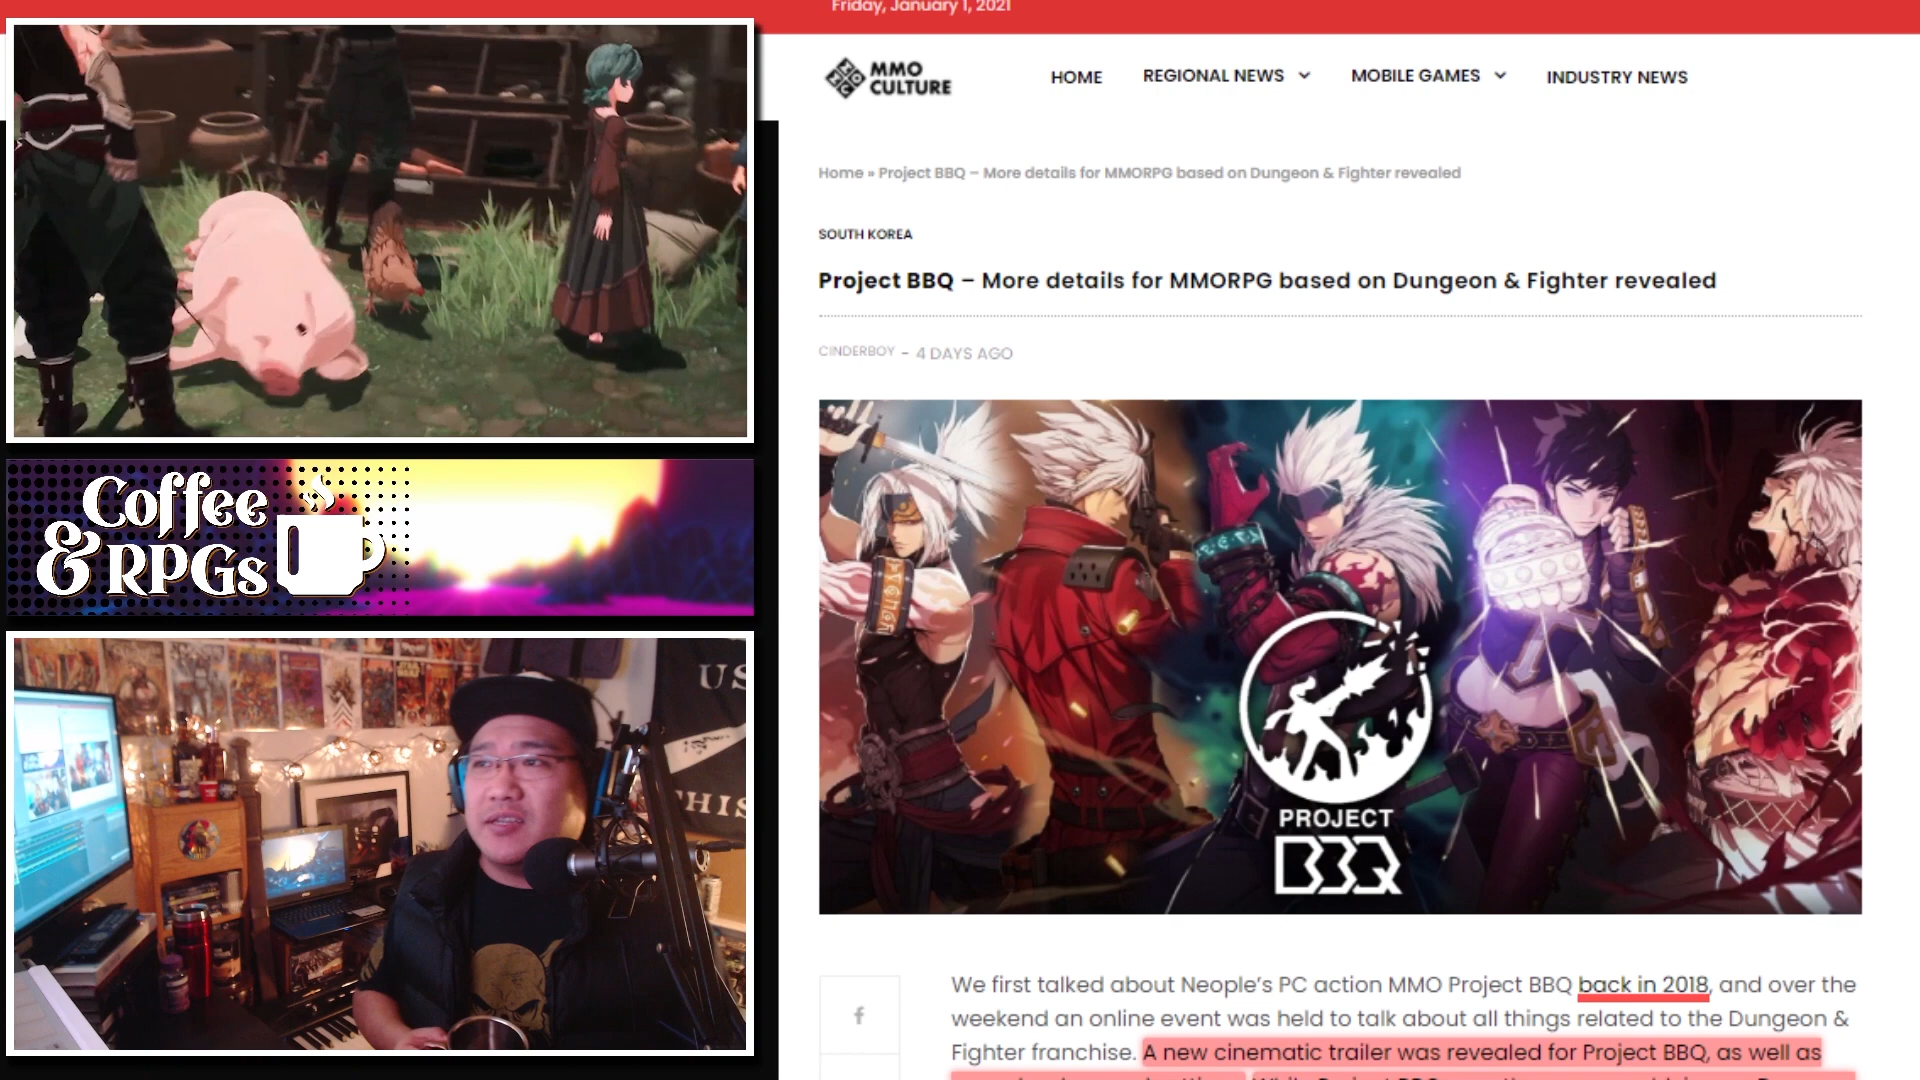 Friday, January 1, 2021
MMO
CULTURE
HOME
REGIONAL NEWS
MOBILE GAMES
INDUSTRY NEWS
Home » Project BBQ – More details for MMORPG based on Dungeon & Fighter revealed
SOUTH KOREA
Project BBQ – More details for MMORPG based on Dungeon & Fighter revealed
CINDERBOY - 4 DAYS AGO
PROJECT
BBQ
Coffee
& RPGs
US
THIS
We first talked about Neople’s PC action MMO Project BBQ back in 2018, and over the
weekend an online event was held to talk about all things related to the Dungeon &
Fighter franchise. A new cinematic trailer was revealed for Project BBQ, as well as